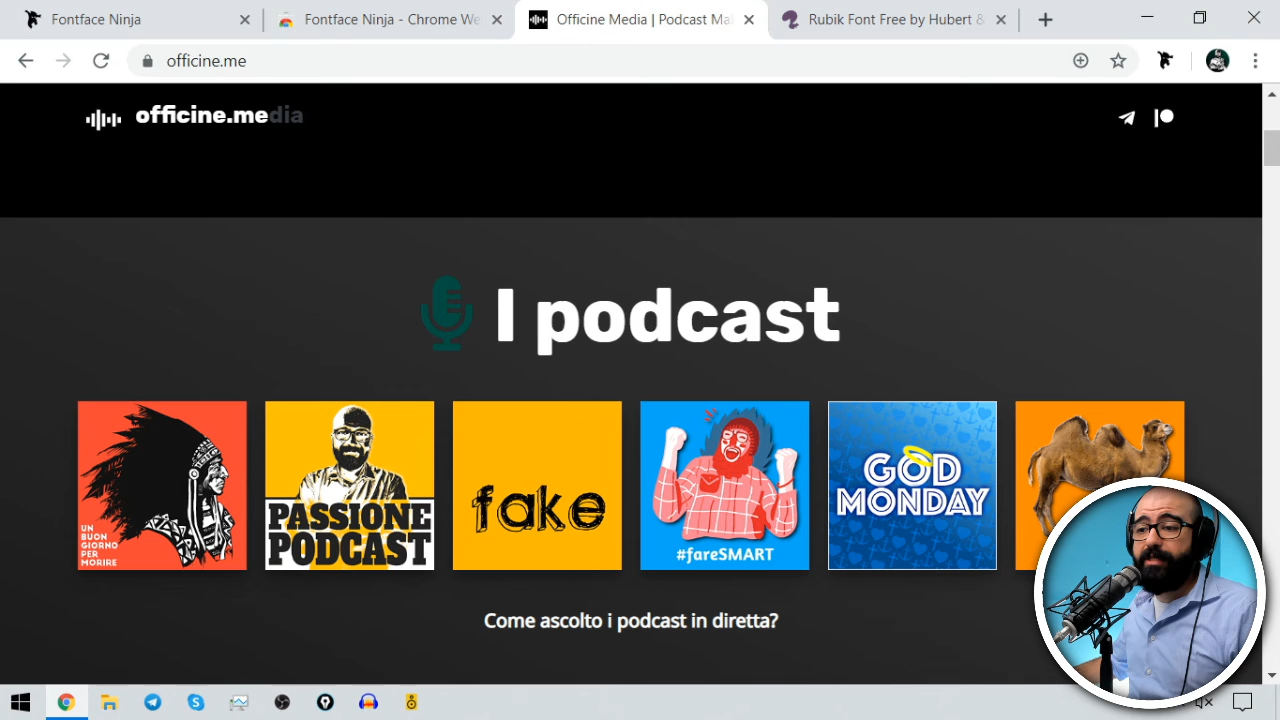 Fontface Ninja
Fontface Ninja - Chrome We
Officine Media | Podcast Mak
Rubik Font Free by Hubert &
officine.me
officine.media
I podcast
UN
BUON
GIORNO
PER
MORIRE
PASSIONE
PODCAST
fake
#fareSMART
GOD
MONDAY
Come ascolto i podcast in diretta?